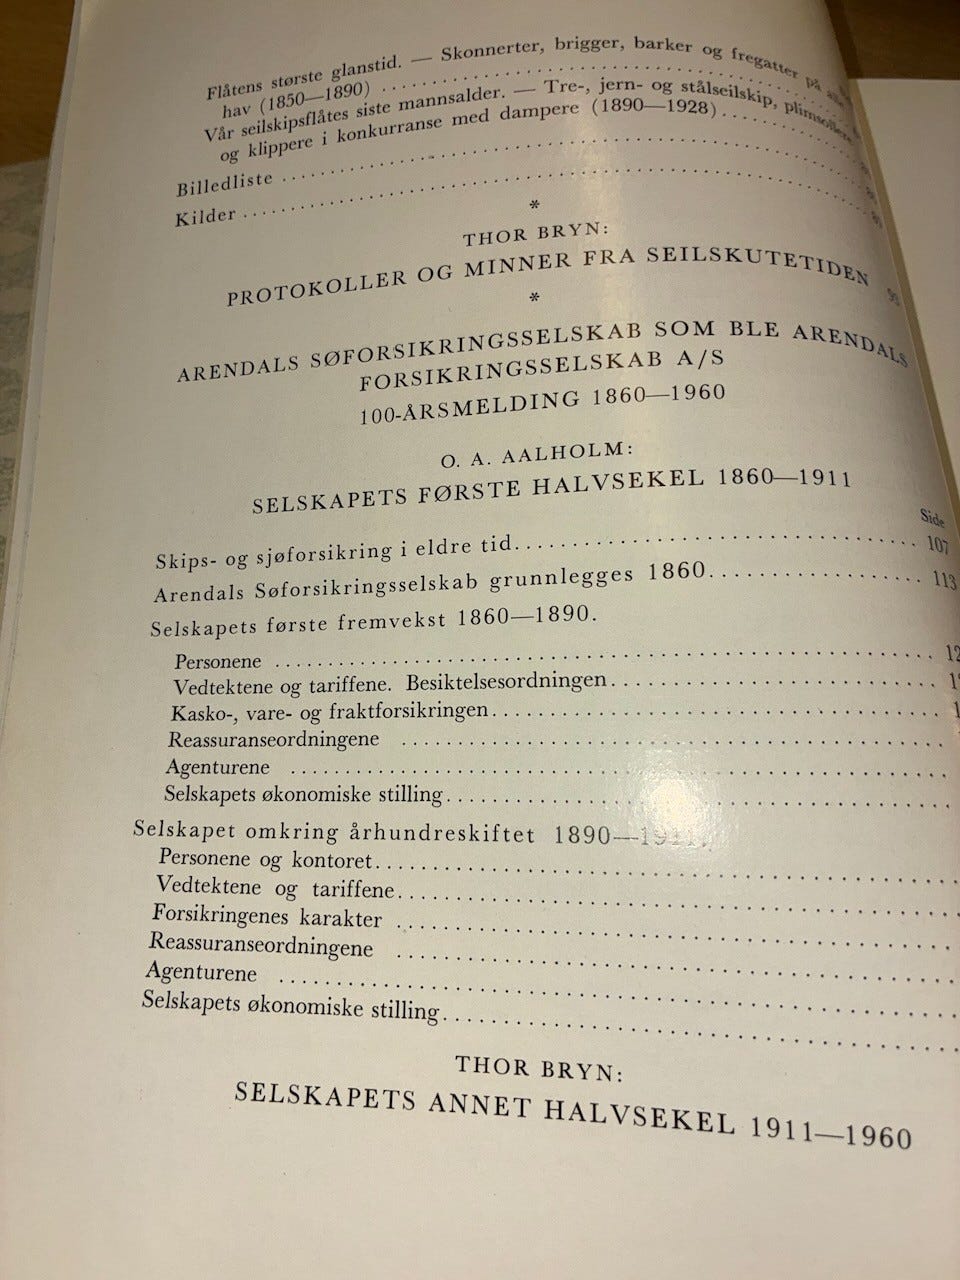 Flåtens største glanstid. — Skonnerter, brigger, barker og fregatter på
hav (1850—1890) ........................
Vår seilskipsflåtes siste mannsalder. — Tre-, jern- og stålseilskip, plimsollere
og klippere i konkurranse med dampere (1890—1928) ..........
Billedliste ........................................
Kilder ........................................
*
THOR BRYN:
PROTOKOLLER OG MINNER FRA SEILSKUTETIDEN
*
ARENDALS SØFORSIKRINGSSELSKAB SOM BLE ARENDALS
FORSIKRINGSSELSKAB A/S
100-ÅRSMELDING 1860—1960
O. A. AALHOLM:
SELSKAPETS FØRSTE HALVSEKEL 1860—1911
Side
Skips- og sjøforsikring i eldre tid........................ 107
Arendals Søforsikringsselskab grunnlegges 1860............ 113
Selskapets første fremvekst 1860—1890.
Personene ........................................
Vedtektene og tariffene. Besiktelsesordningen................
Kasko-, vare- og fraktforsikringen........................
Reassuranseordningene ........................
Agenturene ........................................
Selskapets økonomiske stilling........................
Selskapet omkring århundreskiftet 1890—1911.
Personene og kontoret........................
Vedtektene og tariffene........................
Forsikringenes karakter ........................
Reassuranseordningene ........................
Agenturene ........................................
Selskapets økonomiske stilling........................
THOR BRYN:
SELSKAPETS ANNET HALVSEKEL 1911—1960